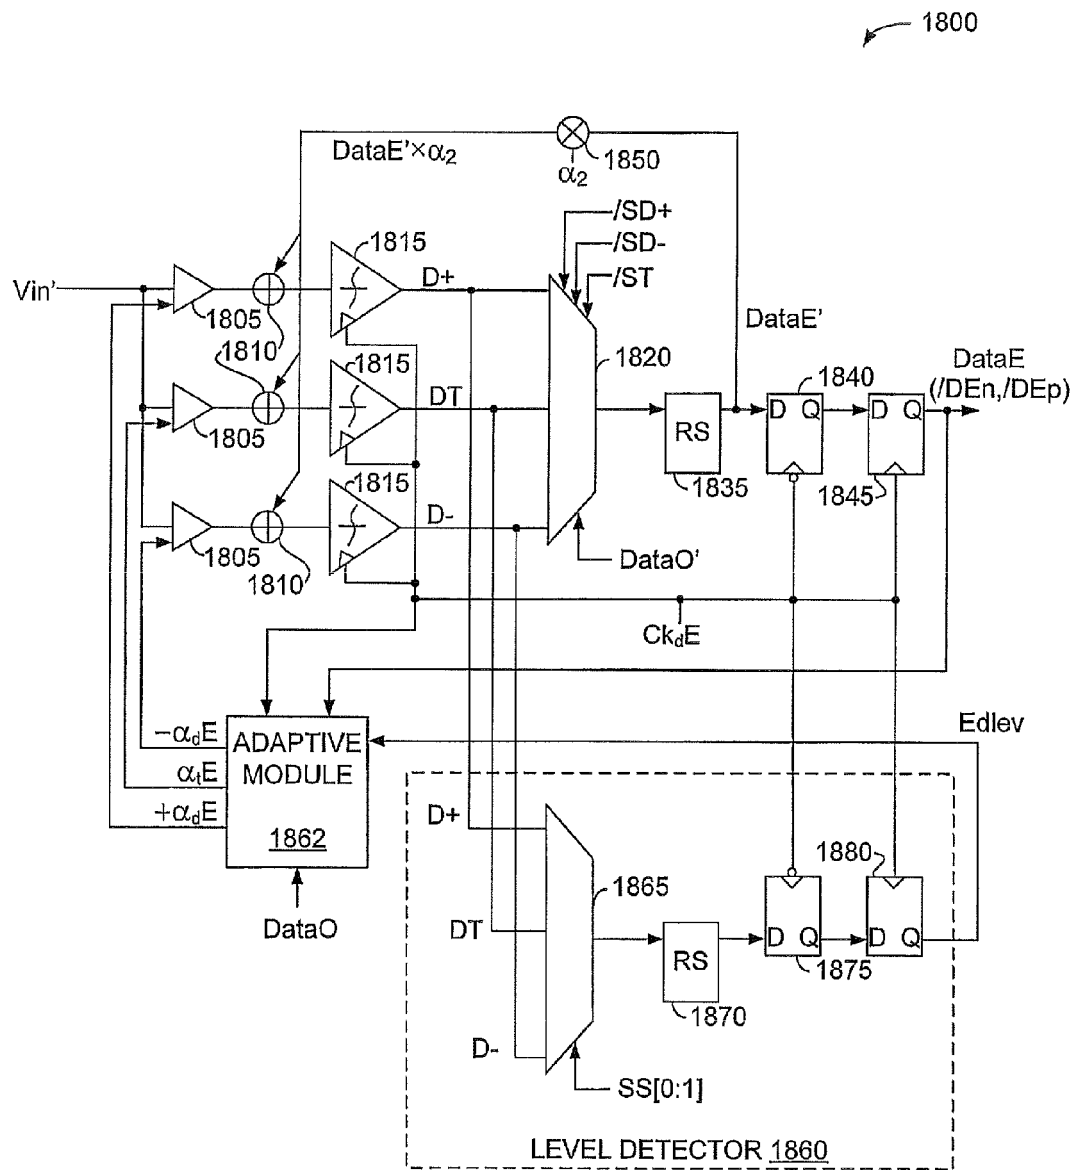 1800
DataE'×α₂
1850
α₂
/SD+
/SD-
/ST
1815
D+
Vin'
1805
DataE'
1810
1815
1820
DataE
(/DEn,/DEp)
1840
DT
D Q
D Q
RS
1805
1835
1845
1815
D-
1805
1810
DataO'
CkdE
Edlev
−αdE
ADAPTIVE
MODULE
αtE
+αdE
1862
D+
DataO
1880
1865
DT
RS
D Q
D Q
1875
1870
D-
SS[0:1]
LEVEL DETECTOR 1860